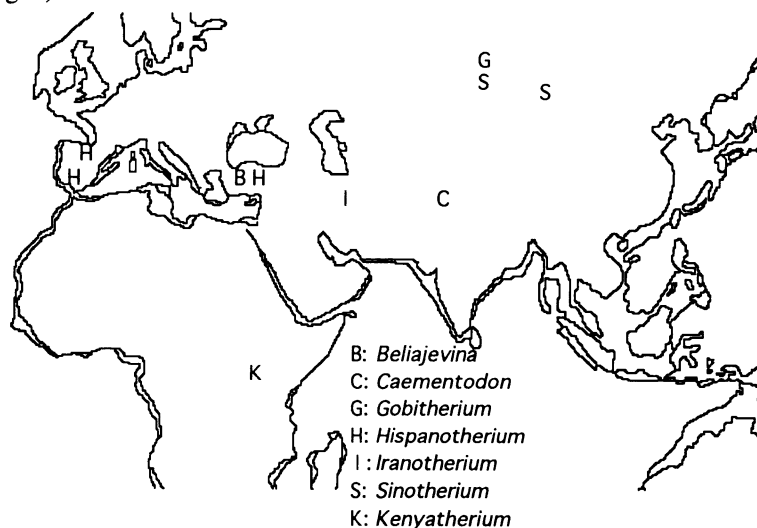 G
S
S
H
H
B H
I
C
K
B: Beliajevina
C: Caementodon
G: Gobitherium
H: Hispanotherium
I : Iranotherium
S: Sinotherium
K: Kenyatherium